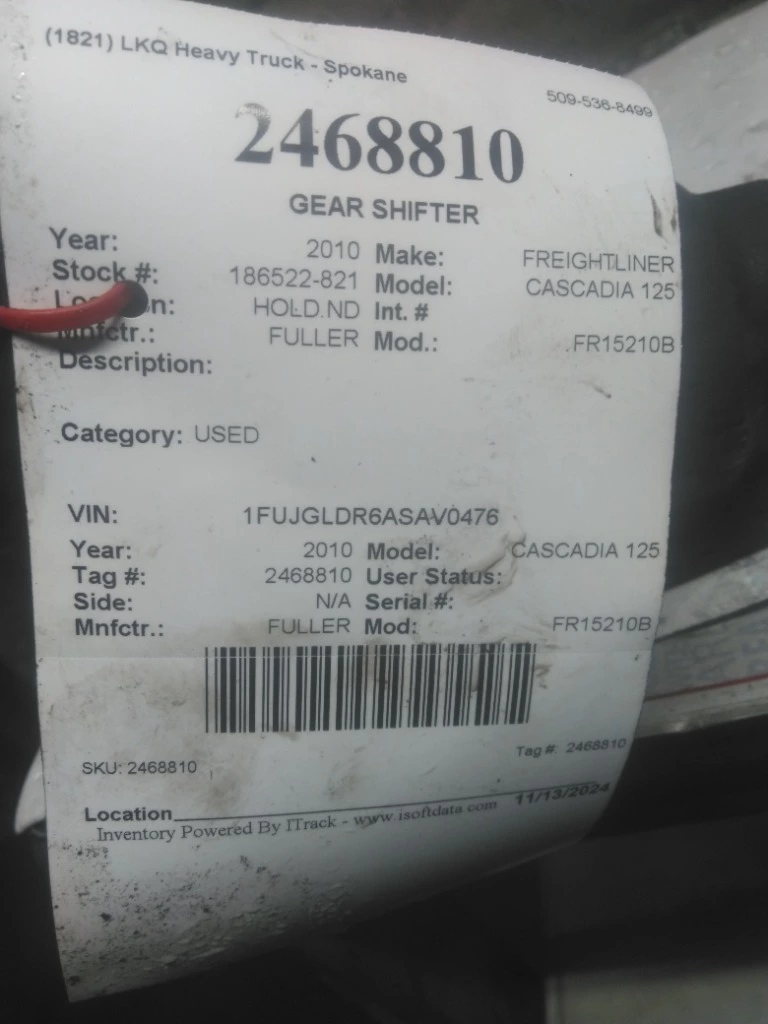 (1821) LKQ Heavy Truck - Spokane
509-536-8499
2468810
GEAR SHIFTER
Year: 2010 Make: FREIGHTLINER
Stock #: 186522-821 Model: CASCADIA 125
Location: HOLD.ND Int. #
Mnfctr.: FULLER Mod.: FR15210B
Description:
Category: USED
VIN: 1FUJGLDR6ASAV0476
Year: 2010 Model: CASCADIA 125
Tag #: 2468810 User Status:
Side: N/A Serial #:
Mnfctr.: FULLER Mod: FR15210B
SKU: 2468810 Tag #: 2468810
Location 11/13/2024
Inventory Powered By ITrack - www.isoftdata.com